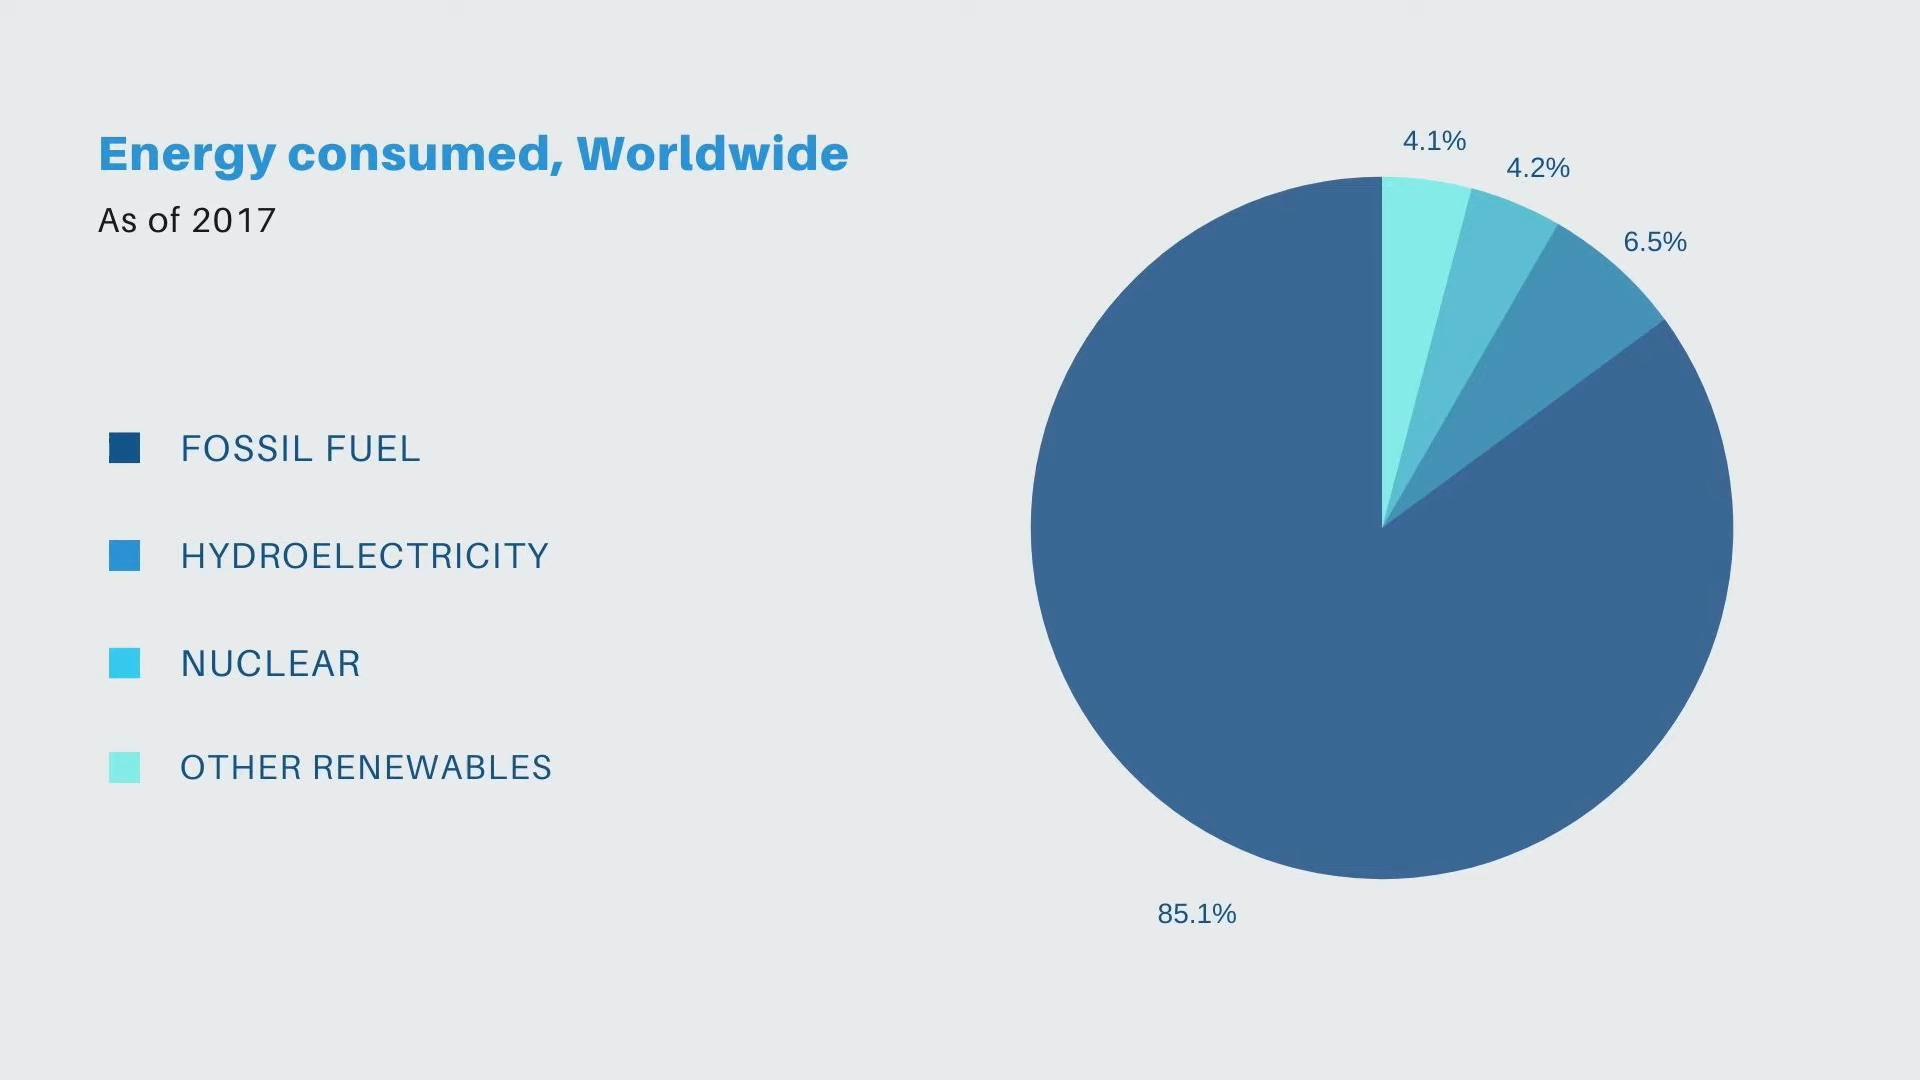 Energy consumed, Worldwide
As of 2017
FOSSIL FUEL
HYDROELECTRICITY
NUCLEAR
OTHER RENEWABLES
4.1%
4.2%
6.5%
85.1%